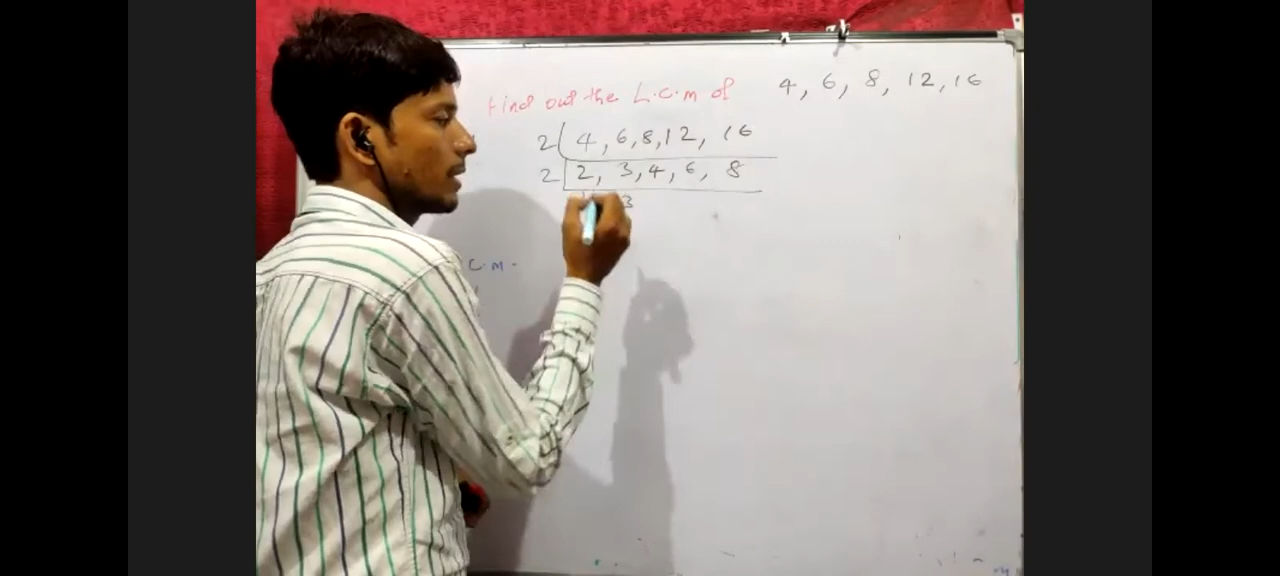 Find out the L.C.m of 4, 6, 8, 12, 16
2 4, 6, 8, 12, 16
2 2, 3, 4, 6, 8
3
C.M-